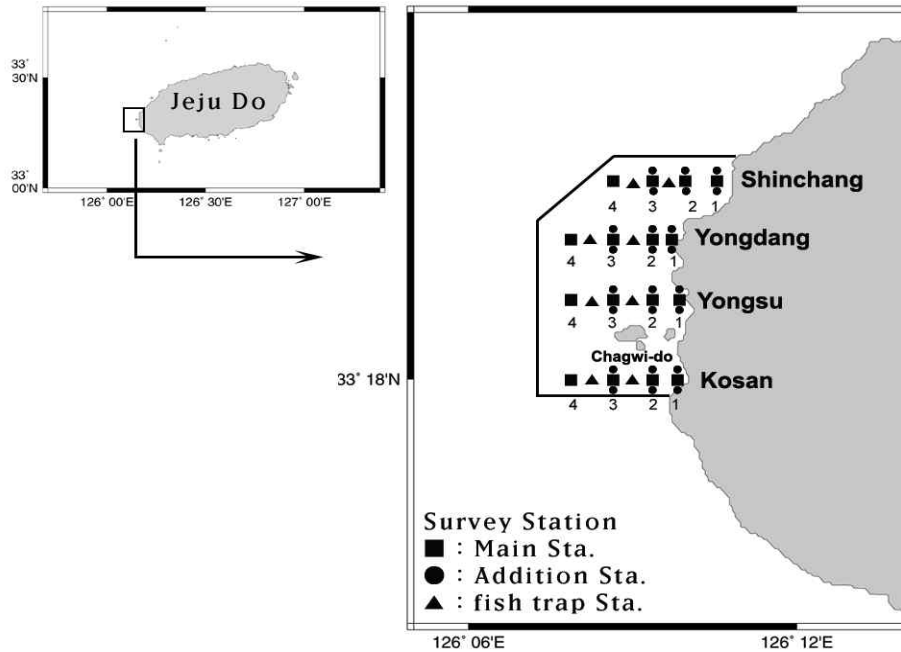 33˚
30'N
Jeju Do
33˚
00'N
126˚ 00'E
126˚ 30'E
127˚ 00'E
Shinchang
4 3 2 1
Yongdang
4 3 2 1
Yongsu
4 3 2 1
Chagwi-do
33˚ 18'N
Kosan
4 3 2 1
Survey Station
: Main Sta.
: Addition Sta.
: fish trap Sta.
126˚ 06'E
126˚ 12'E